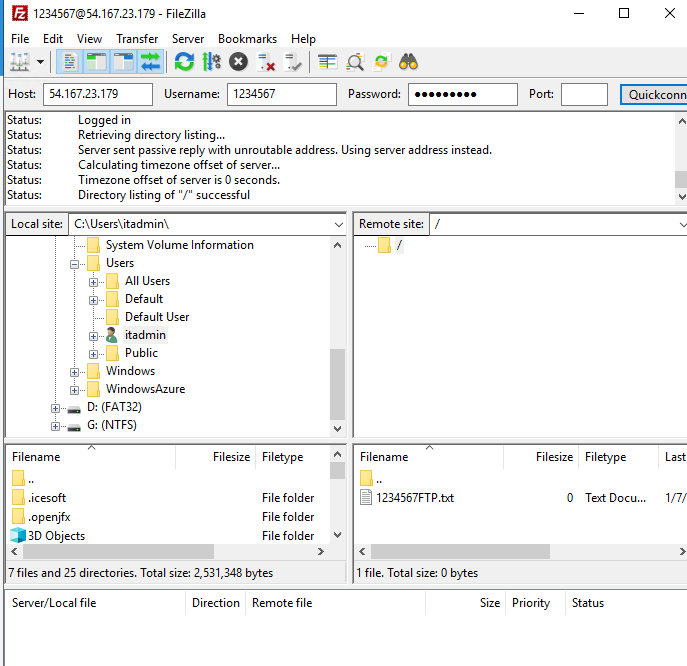 1234567@54.167.23.179 - FileZilla
File Edit View Transfer Server Bookmarks Help
Host: 54.167.23.179 Username: 1234567 Password: ●●●●●●●●● Port: Quickconn
Status: Logged in
Status: Retrieving directory listing...
Status: Server sent passive reply with unroutable address. Using server address instead.
Status: Calculating timezone offset of server...
Status: Timezone offset of server is 0 seconds.
Status: Directory listing of "/" successful
Local site: C:\Users\itadmin\
System Volume Information
Users
All Users
Default
Default User
itadmin
Public
Windows
WindowsAzure
D: (FAT32)
G: (NTFS)
Remote site: /
/
Filename Filesize Filetype
..
.icesoft File folder
.openjfx File folder
3D Objects File folder
7 files and 25 directories. Total size: 2,531,348 bytes
Filename Filesize Filetype Last
..
1234567FTP.txt 0 Text Docu... 1/7/
1 file. Total size: 0 bytes
Server/Local file Direction Remote file Size Priority Status